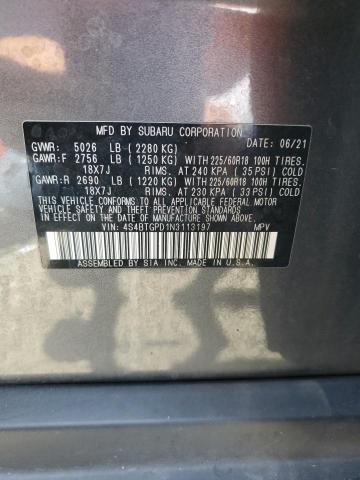 MFD BY SUBARU CORPORATION DATE: 06/21
GVWR: 5026 LB (2280 KG)
GAWR:F 2756 LB (1250 KG) WITH 225/60R18 100H TIRES.
18X7J RIMS. AT 240 KPA (35 PSI) COLD
GAWR:R 2690 LB (1220 KG) WITH 225/60R18 100H TIRES.
18X7J RIMS. AT 230 KPA (33 PSI) COLD
THIS VEHICLE CONFORMS TO ALL APPLICABLE FEDERAL MOTOR
VEHICLE SAFETY AND THEFT PREVENTION STANDARDS IN EFFECT
ON THE DATE OF MANUFACTURE SHOWN ABOVE.
VIN: 4S4BTGPD1N3113197 MPV
ASSEMBLED BY SIA INC. MADE IN U.S.A.